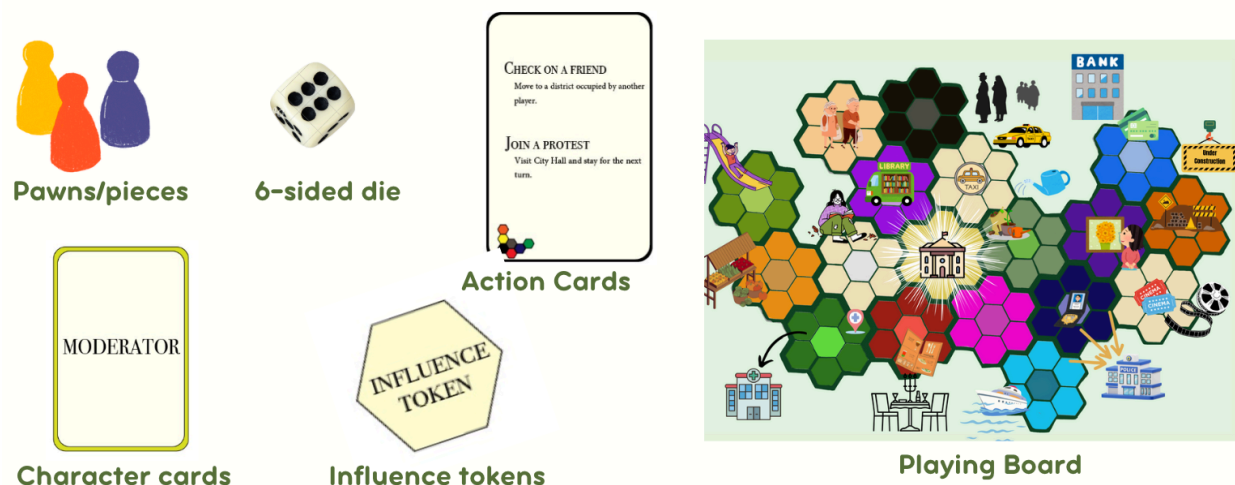 CHECK ON A FRIEND
Move to a district occupied by another
player.
JOIN A PROTEST
Visit City Hall and stay for the next
turn.
Pawns/pieces
6-sided die
Action Cards
MODERATOR
Character cards
INFLUENCE
TOKEN
Influence tokens
BANK
Under
Construction
LIBRARY
TAXI
CINEMA
CINEMA
POLICE
Playing Board